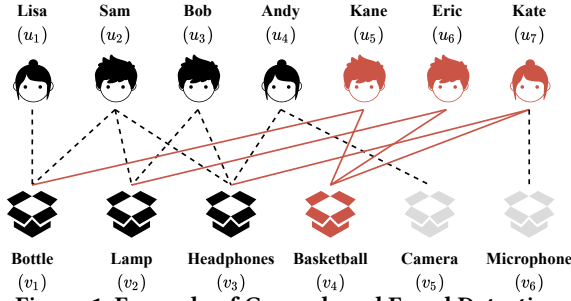 Lisa Sam Bob Andy Kane Eric Kate
(u₁) (u₂) (u₃) (u₄) (u₅) (u₆) (u₇)
Bottle Lamp Headphones Basketball Camera Microphone
(v₁) (v₂) (v₃) (v₄) (v₅) (v₆)